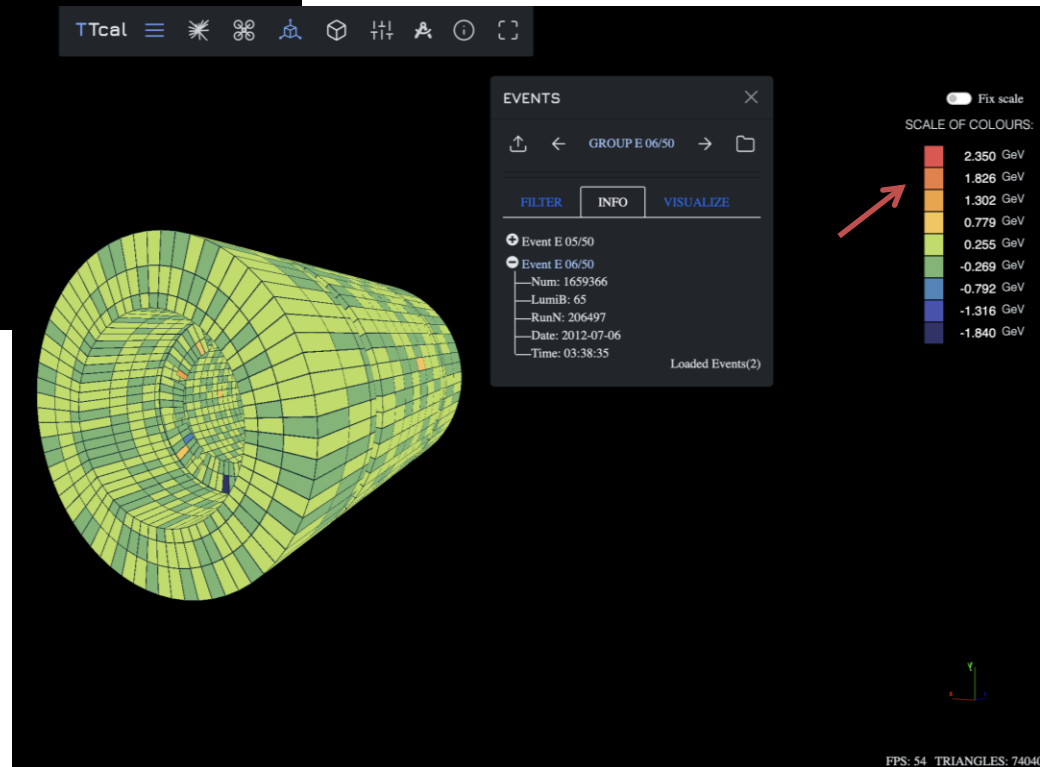 TTcal
EVENTS
GROUP E 06/50
FILTER INFO VISUALIZE
Event E 05/50
Event E 06/50
Num: 1659366
LumiB: 65
RunN: 206497
Date: 2012-07-06
Time: 03:38:35
Loaded Events(2)
Fix scale
SCALE OF COLOURS:
2.350 GeV
1.826 GeV
1.302 GeV
0.779 GeV
0.255 GeV
-0.269 GeV
-0.792 GeV
-1.316 GeV
-1.840 GeV
Y
x
FPS: 54 TRIANGLES: 74040